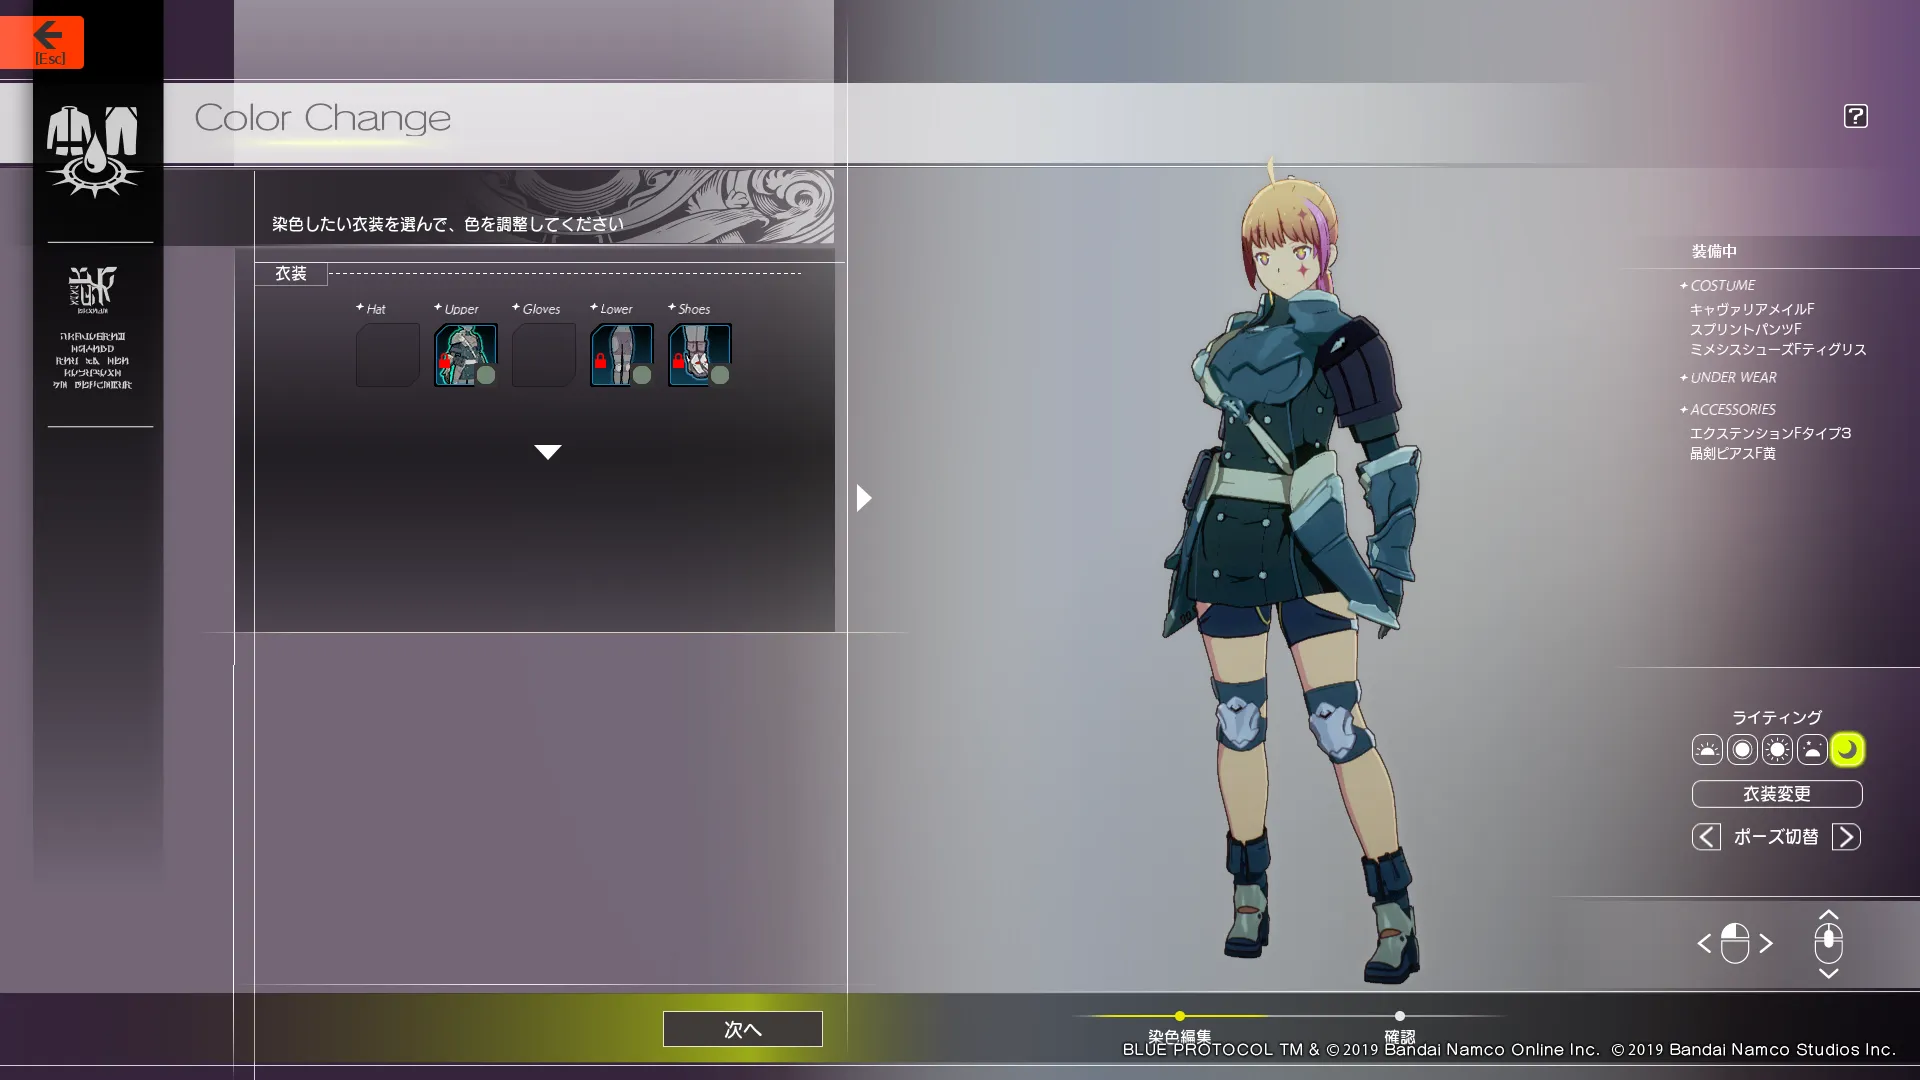 [Esc]
Color Change
?
染色したい衣装を選んで、色を調整してください
衣装
Hat
Upper
Gloves
Lower
Shoes
装備中
COSTUME
キャヴァリアメイルF
スプリントパンツF
ミメシスシューズFティグリス
UNDER WEAR
ACCESSORIES
エクステンションFタイプ3
晶剣ピアスF黄
ライティング
衣装変更
ポーズ切替
次へ
染色編集
確認
BLUE PROTOCOL TM & ©2019 Bandai Namco Online Inc. ©2019 Bandai Namco Studios Inc.